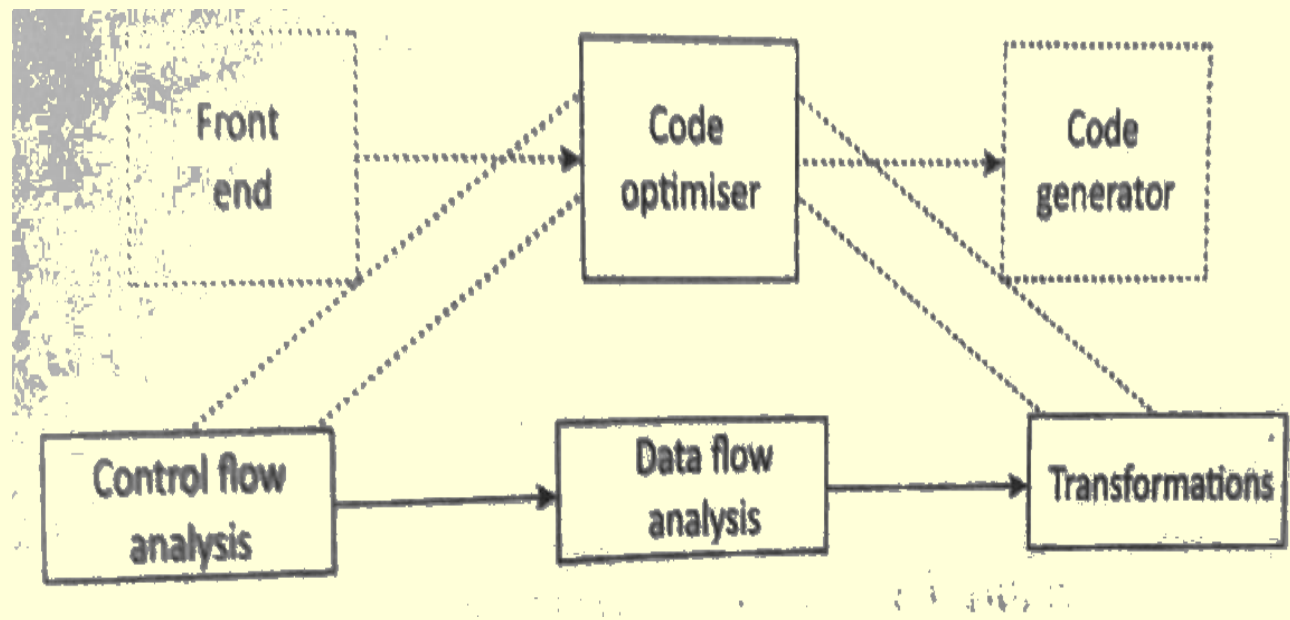 Front
end
Code
optimiser
Code
generator
Control flow
analysis
Data flow
analysis
Transformations